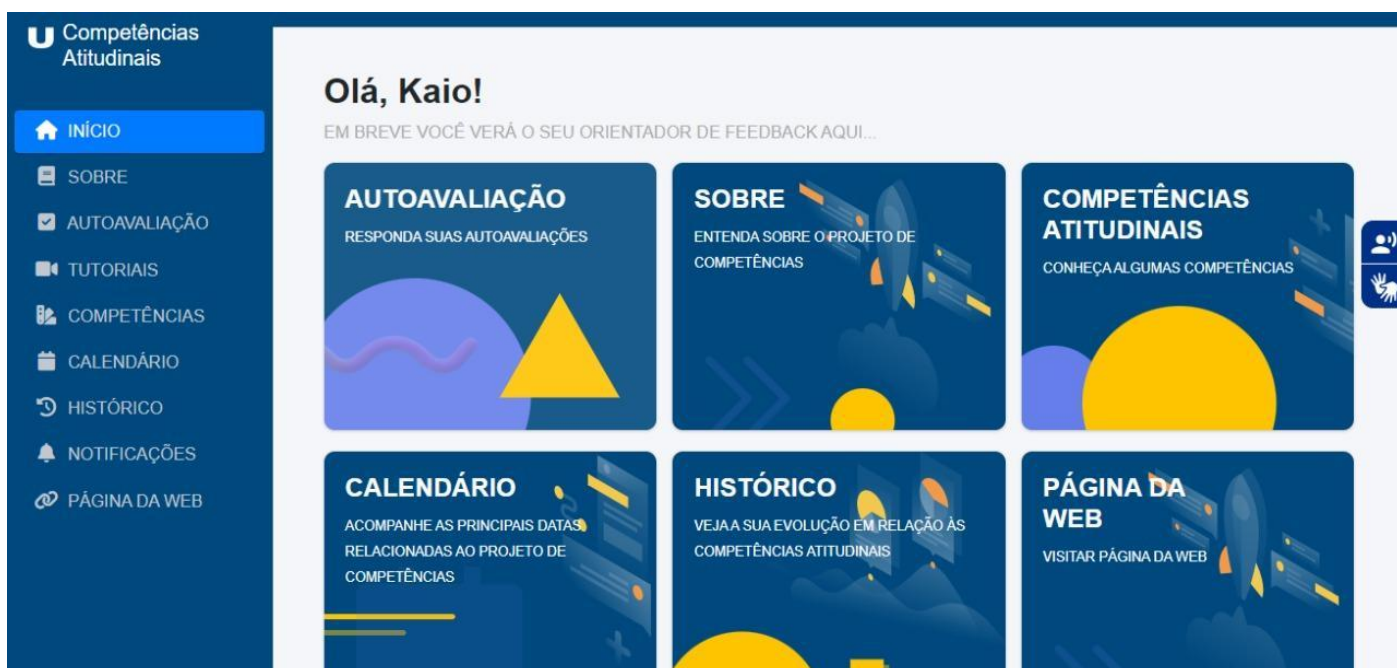 U Competências
Atitudinais
INÍCIO
SOBRE
AUTOAVALIAÇÃO
TUTORIAIS
COMPETÊNCIAS
CALENDÁRIO
HISTÓRICO
NOTIFICAÇÕES
PÁGINA DA WEB
Olá, Kaio!
EM BREVE VOCÊ VERÁ O SEU ORIENTADOR DE FEEDBACK AQUI...
AUTOAVALIAÇÃO
RESPONDA SUAS AUTOAVALIAÇÕES
SOBRE
ENTENDA SOBRE O PROJETO DE
COMPETÊNCIAS
COMPETÊNCIAS
ATITUDINAIS
CONHEÇA ALGUMAS COMPETÊNCIAS
CALENDÁRIO
ACOMPANHE AS PRINCIPAIS DATAS
RELACIONADAS AO PROJETO DE
COMPETÊNCIAS
HISTÓRICO
VEJA A SUA EVOLUÇÃO EM RELAÇÃO ÀS
COMPETÊNCIAS ATITUDINAIS
PÁGINA DA
WEB
VISITAR PÁGINA DA WEB